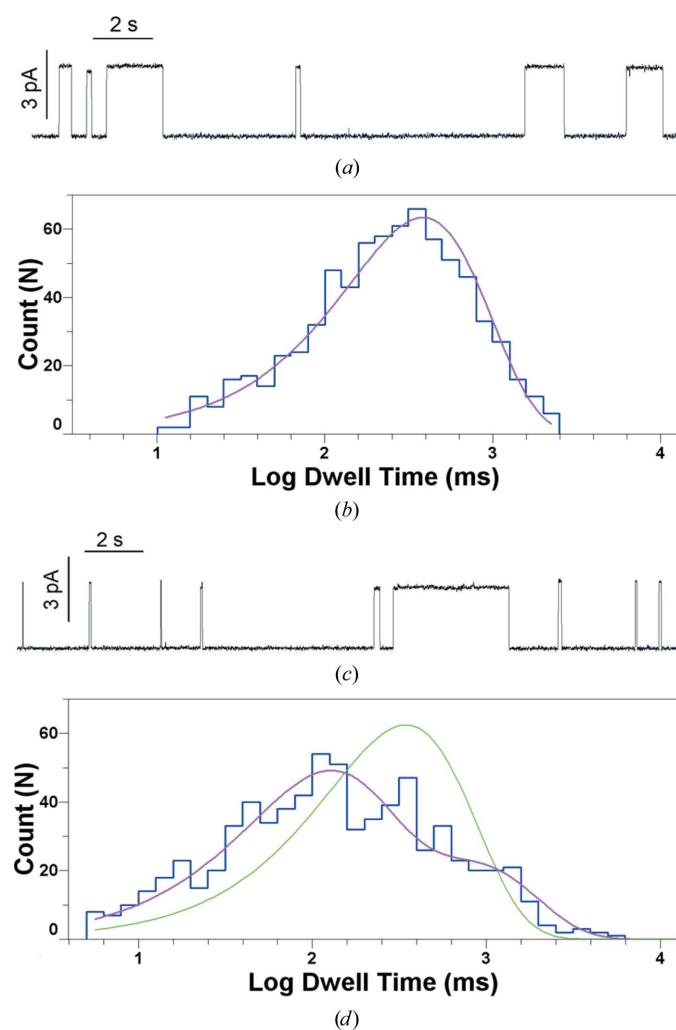 2 s
3 pA
(a)
60
40
20
0
Count (N)
1 2 3 4
Log Dwell Time (ms)
(b)
2 s
3 pA
(c)
60
40
20
0
Count (N)
1 2 3 4
Log Dwell Time (ms)
(d)